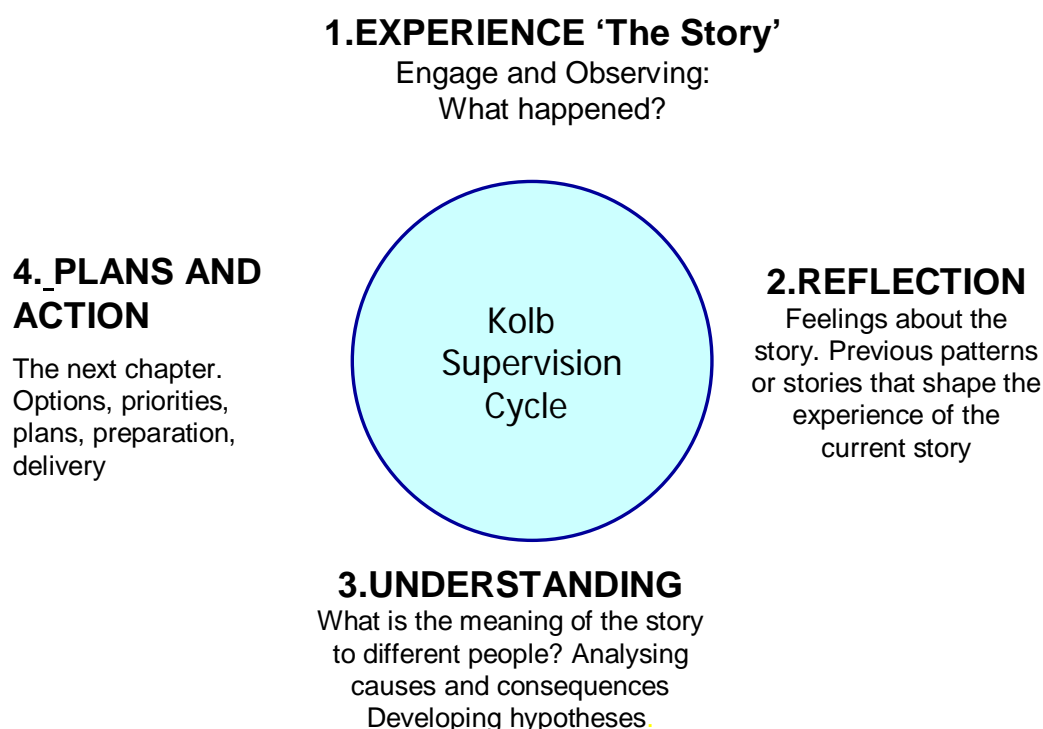 1.EXPERIENCE ‘The Story’
Engage and Observing:
What happened?
2.REFLECTION
Feelings about the
story. Previous patterns
or stories that shape the
experience of the
current story
3.UNDERSTANDING
What is the meaning of the story
to different people? Analysing
causes and consequences
Developing hypotheses.
4. PLANS AND
ACTION
The next chapter.
Options, priorities,
plans, preparation,
delivery
Kolb
Supervision
Cycle